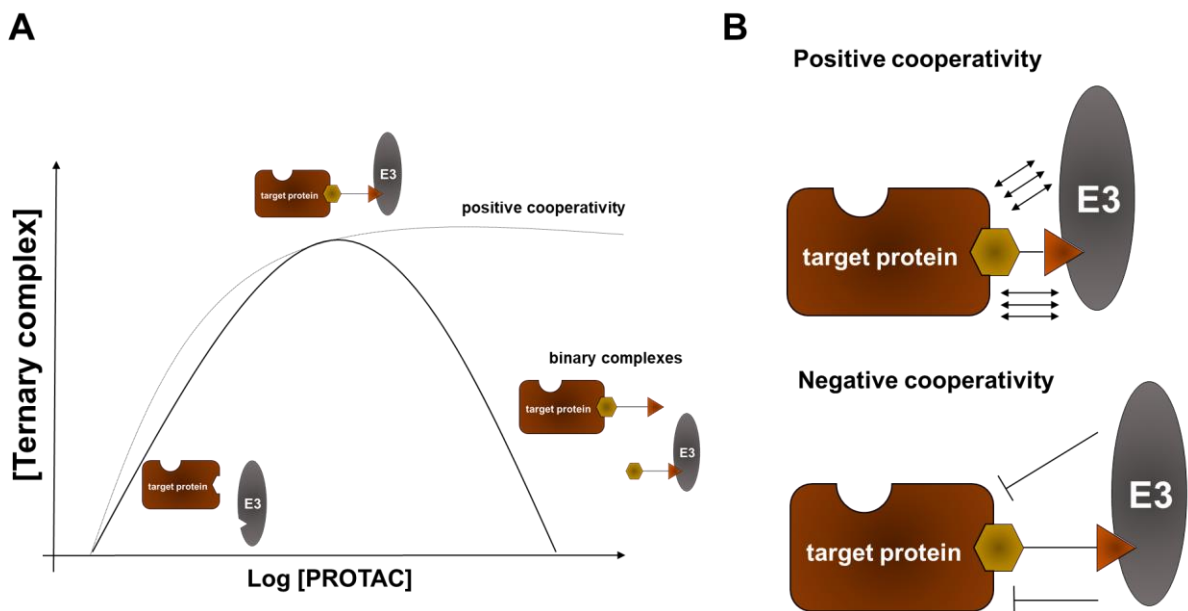 A
[Ternary complex]
target protein
E3
positive cooperativity
binary complexes
target protein
E3
target protein
E3
Log [PROTAC]
B
Positive cooperativity
target protein
E3
Negative cooperativity
target protein
E3